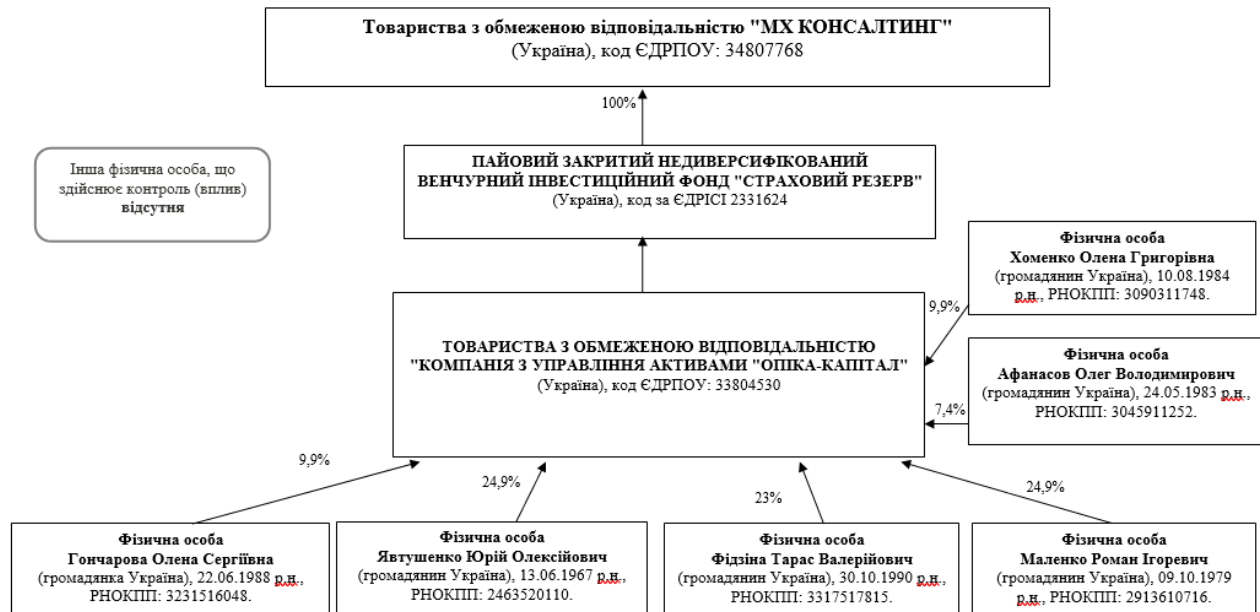 Товариства з обмеженою відповідальністю "МХ КОНСАЛТИНГ"
(Україна), код ЄДРПОУ: 34807768
100%
Інша фізична особа, що
здійснює контроль (вплив)
відсутня
ПАЙОВИЙ ЗАКРИТИЙ НЕДИВЕРСИФІКОВАНИЙ
ВЕНЧУРНИЙ ІНВЕСТИЦІЙНИЙ ФОНД "СТРАХОВИЙ РЕЗЕРВ"
(Україна), код за ЄДРІСІ 2331624
Фізична особа
Хоменко Олена Григорівна
(громадянин Україна), 10.08.1984
р.н., РНОКПП: 3090311748.
9,9%
ТОВАРИСТВА З ОБМЕЖЕНОЮ ВІДПОВІДАЛЬНІСТЮ
"КОМПАНІЯ З УПРАВЛІННЯ АКТИВАМИ "ОПІКА-КАПІТАЛ"
(Україна), код ЄДРПОУ: 33804530
Фізична особа
Афанасов Олег Володимирович
(громадянин Україна), 24.05.1983 р.н.,
РНОКПП: 3045911252.
7,4%
9,9%
24,9%
23%
24,9%
Фізична особа
Гончарова Олена Сергіївна
(громадянка Україна), 22.06.1988 р.н.,
РНОКПП: 3231516048.
Фізична особа
Явтушенко Юрій Олексійович
(громадянин Україна), 13.06.1967 р.н.,
РНОКПП: 2463520110.
Фізична особа
Фідзіна Тарас Валерійович
(громадянин Україна), 30.10.1990 р.н.,
РНОКПП: 3317517815.
Фізична особа
Маленко Роман Ігоревич
(громадянин Україна), 09.10.1979
р.н., РНОКПП: 2913610716.